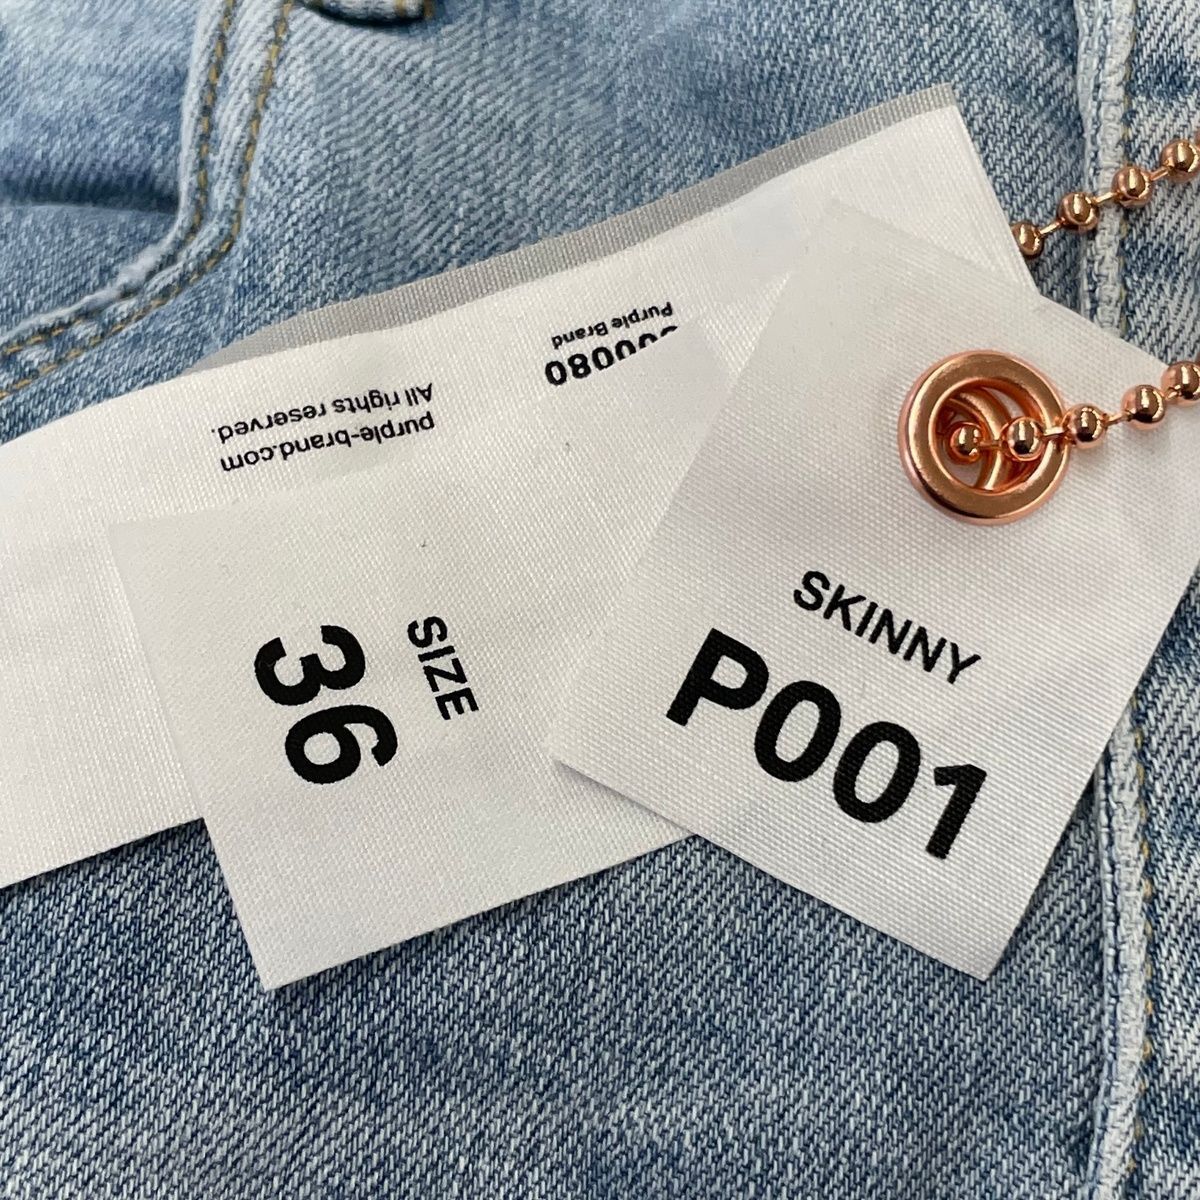 SKINNY
P001
SIZE
36
Purple Brand
purple-brand.com
All rights reserved.